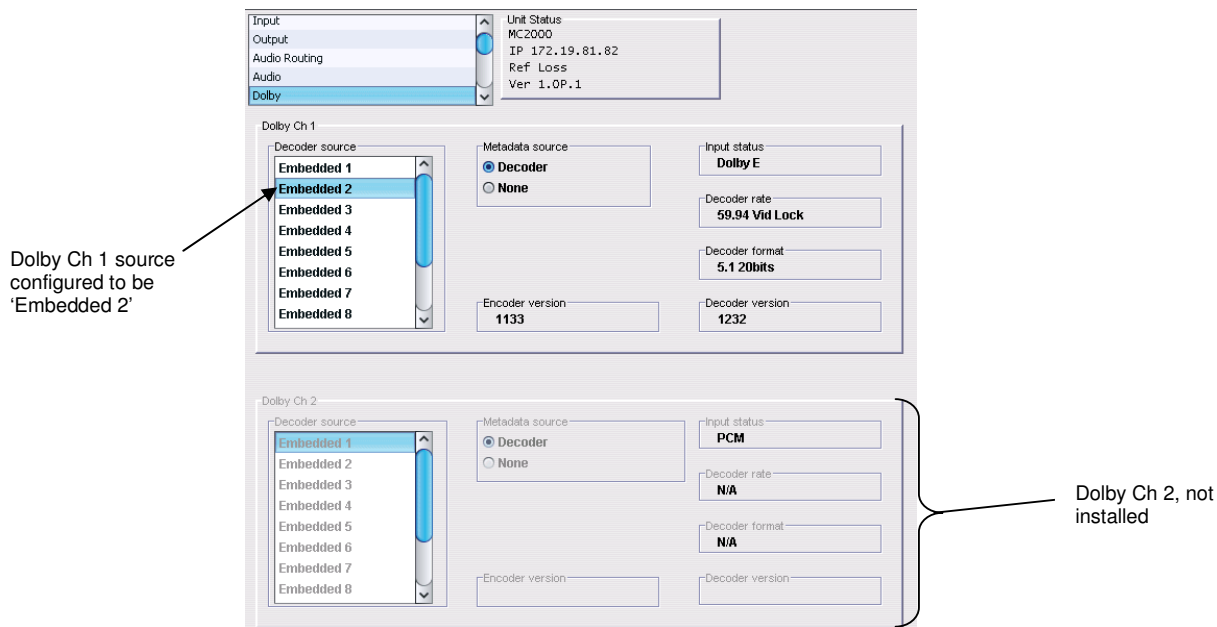 Input
Output
Audio Routing
Audio
Dolby
Unit Status
MC2000
IP 172.19.81.82
Ref Loss
Ver 1.0P.1
Dolby Ch 1
Decoder source
Embedded 1
Embedded 2
Embedded 3
Embedded 4
Embedded 5
Embedded 6
Embedded 7
Embedded 8
Metadata source
Decoder
None
Encoder version
1133
Input status
Dolby E
Decoder rate
59.94 Vid Lock
Decoder format
5.1 20bits
Decoder version
1232
Dolby Ch 1 source
configured to be
‘Embedded 2’
Dolby Ch 2
Decoder source
Embedded 1
Embedded 2
Embedded 3
Embedded 4
Embedded 5
Embedded 6
Embedded 7
Embedded 8
Metadata source
Decoder
None
Encoder version
Input status
PCM
Decoder rate
N/A
Decoder format
N/A
Decoder version
Dolby Ch 2, not
installed